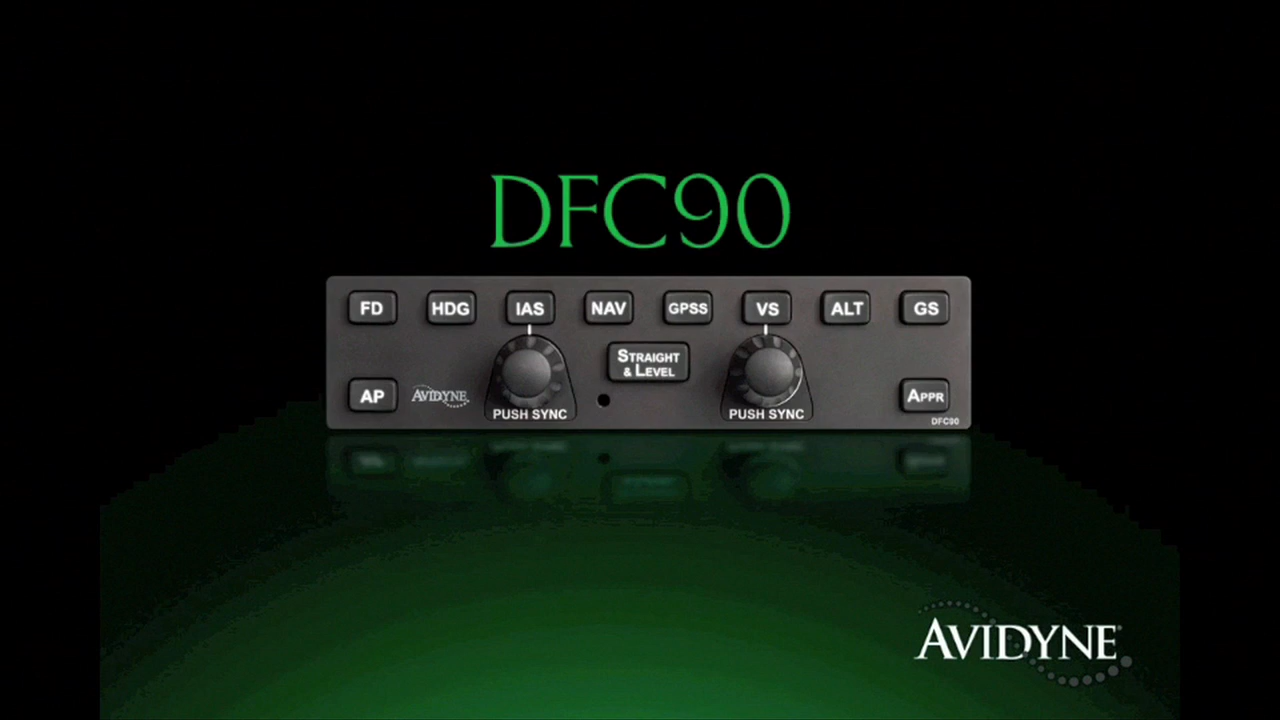 DFC90
FD HDG IAS NAV GPSS VS ALT GS
STRAIGHT
& LEVEL
AP AVIDYNE APPR
PUSH SYNC PUSH SYNC
DFC90
AVIDYNE